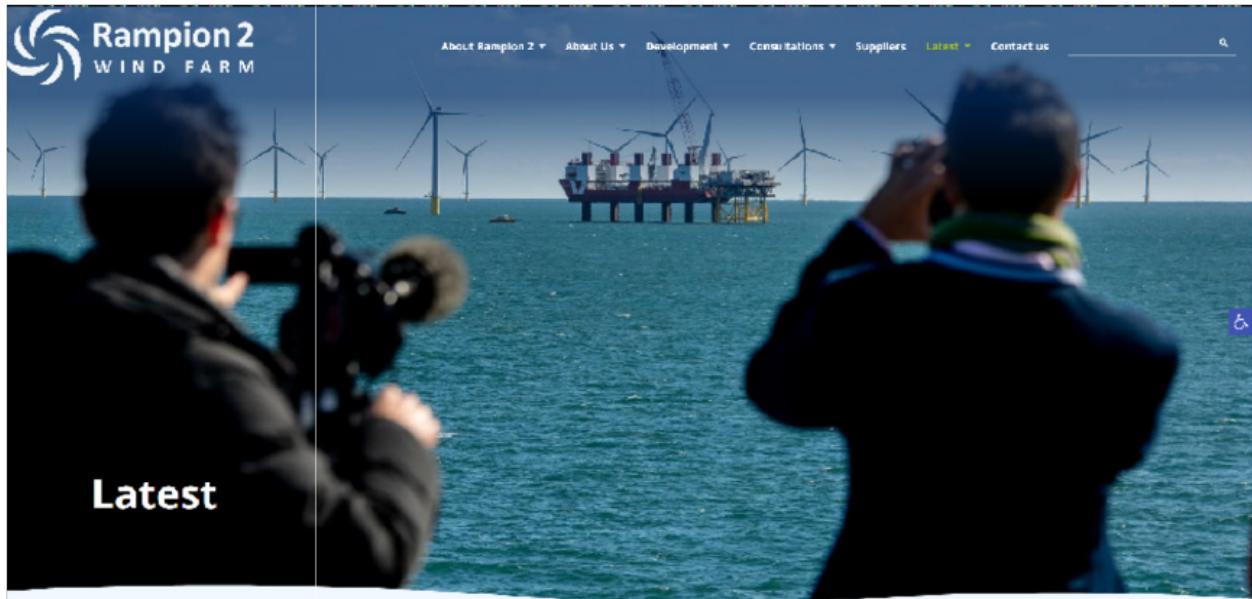 Rampion 2
WIND FARM
About Rampion 2 About Us Development Consultations Suppliers Latest Contact us
Latest